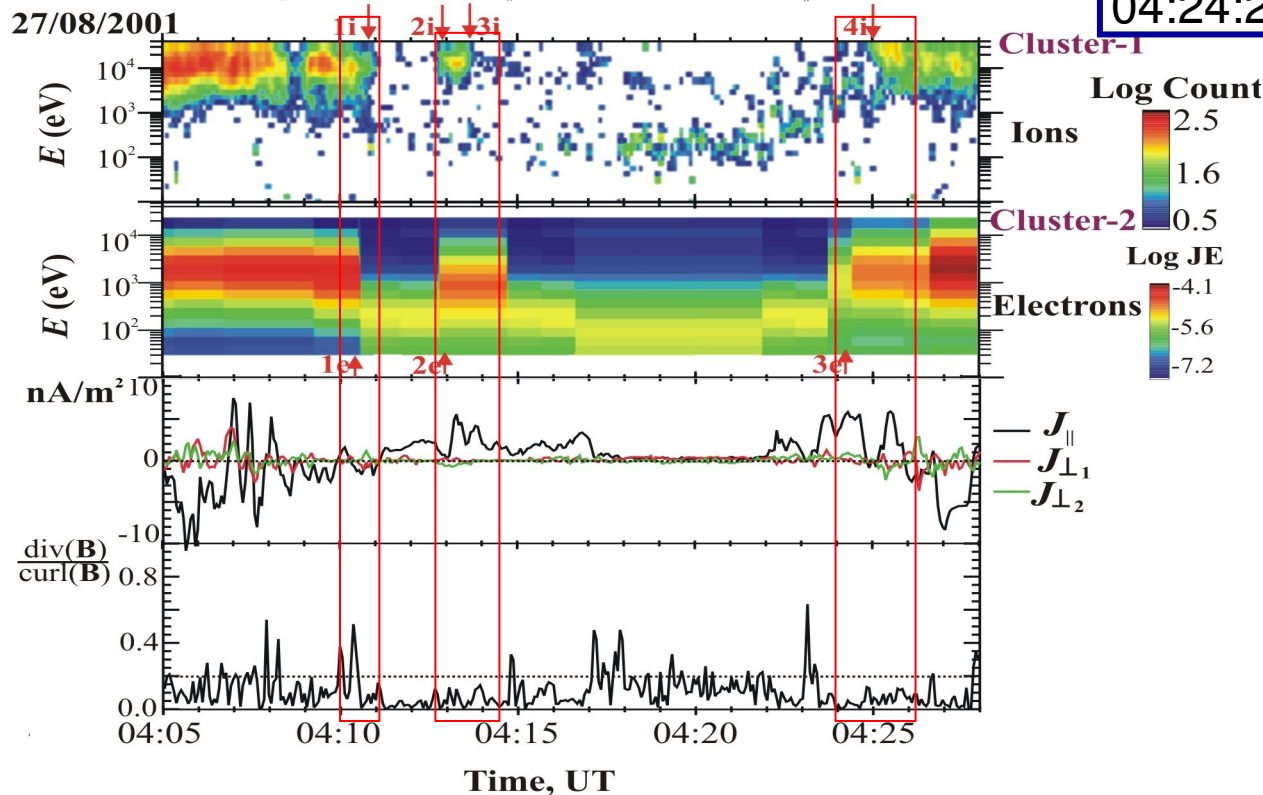 04:24:2
27/08/2001
1i 2i 3i 4i
Cluster-1
10⁴
10³
10²
E (eV)
Ions
Log Count
2.5
1.6
0.5
Cluster-2
10⁴
10³
10²
E (eV)
Electrons
Log JE
-4.1
-5.6
-7.2
1e 2e 3e
nA/m²
10
0
-10
J∥
J⊥1
J⊥2
div(B)
curl(B)
0.8
0.4
0.0
04:05 04:10 04:15 04:20 04:25
Time, UT